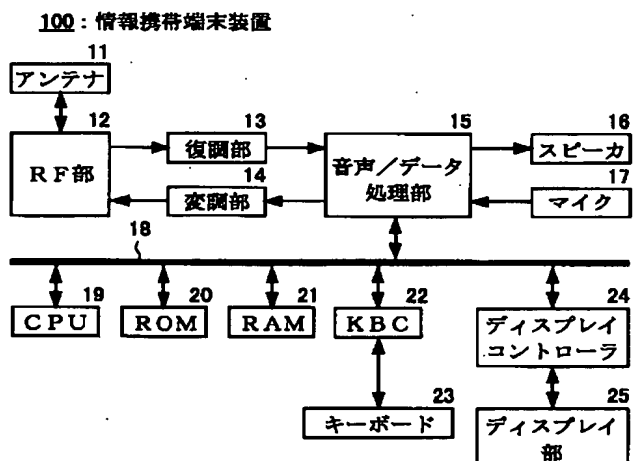 100：情報携帯端末装置
11
アンテナ
12
RF部
13
復調部
14
変調部
15
音声／データ
処理部
16
スピーカ
17
マイク
18
19
CPU
20
ROM
21
RAM
22
KBC
23
キーボード
24
ディスプレイ
コントローラ
25
ディスプレイ
部